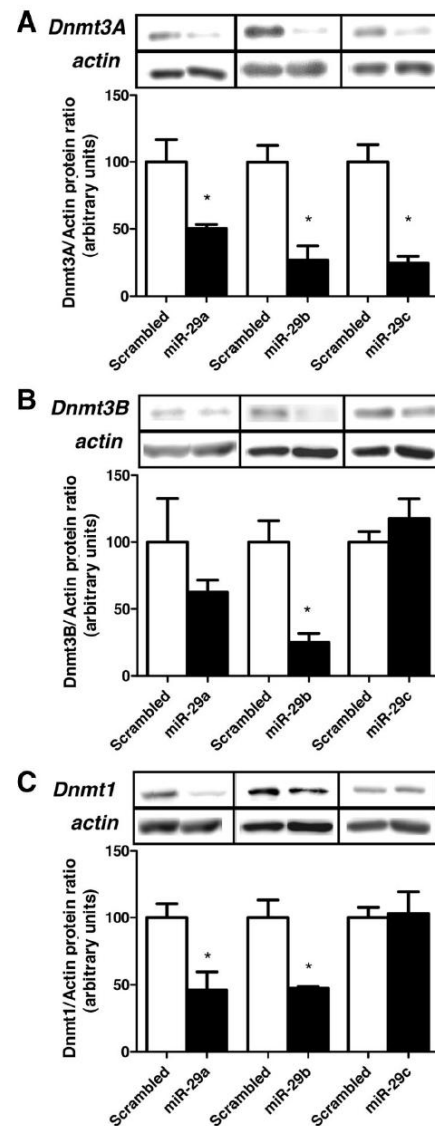 A
Dnmt3A
actin
Dnmt3A/Actin protein ratio
(arbitrary units)
150
100
50
0
*
*
*
Scrambled
miR-29a
Scrambled
miR-29b
Scrambled
miR-29c
B
Dnmt3B
actin
Dnmt3B/Actin protein ratio
(arbitrary units)
150
100
50
0
*
Scrambled
miR-29a
Scrambled
miR-29b
Scrambled
miR-29c
C
Dnmt1
actin
Dnmt1/Actin protein ratio
(arbitrary units)
150
100
50
0
*
*
Scrambled
miR-29a
Scrambled
miR-29b
Scrambled
miR-29c